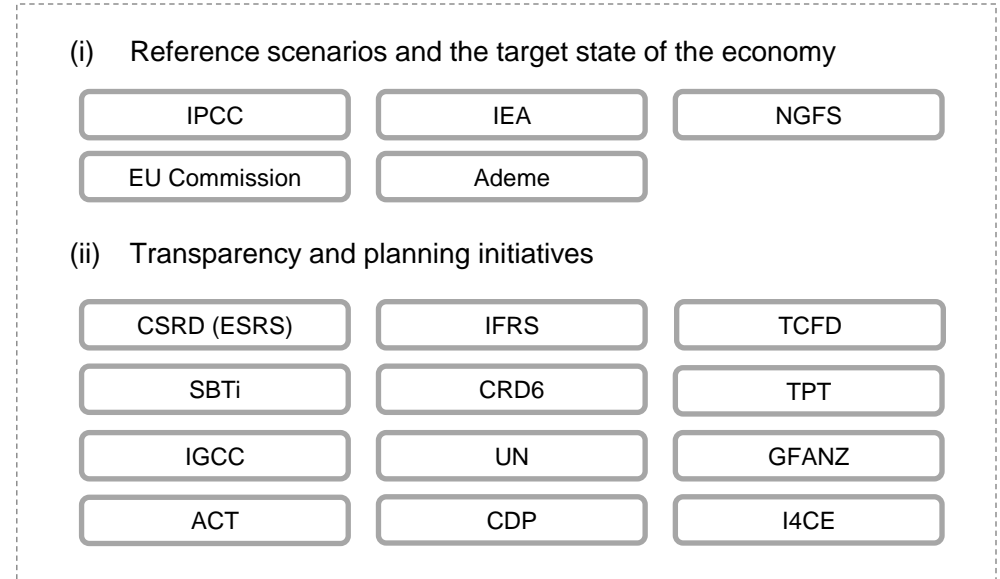 (i) Reference scenarios and the target state of the economy
IPCC IEA NGFS
EU Commission Ademe
(ii) Transparency and planning initiatives
CSRD (ESRS) IFRS TCFD
SBTi CRD6 TPT
IGCC UN GFANZ
ACT CDP I4CE